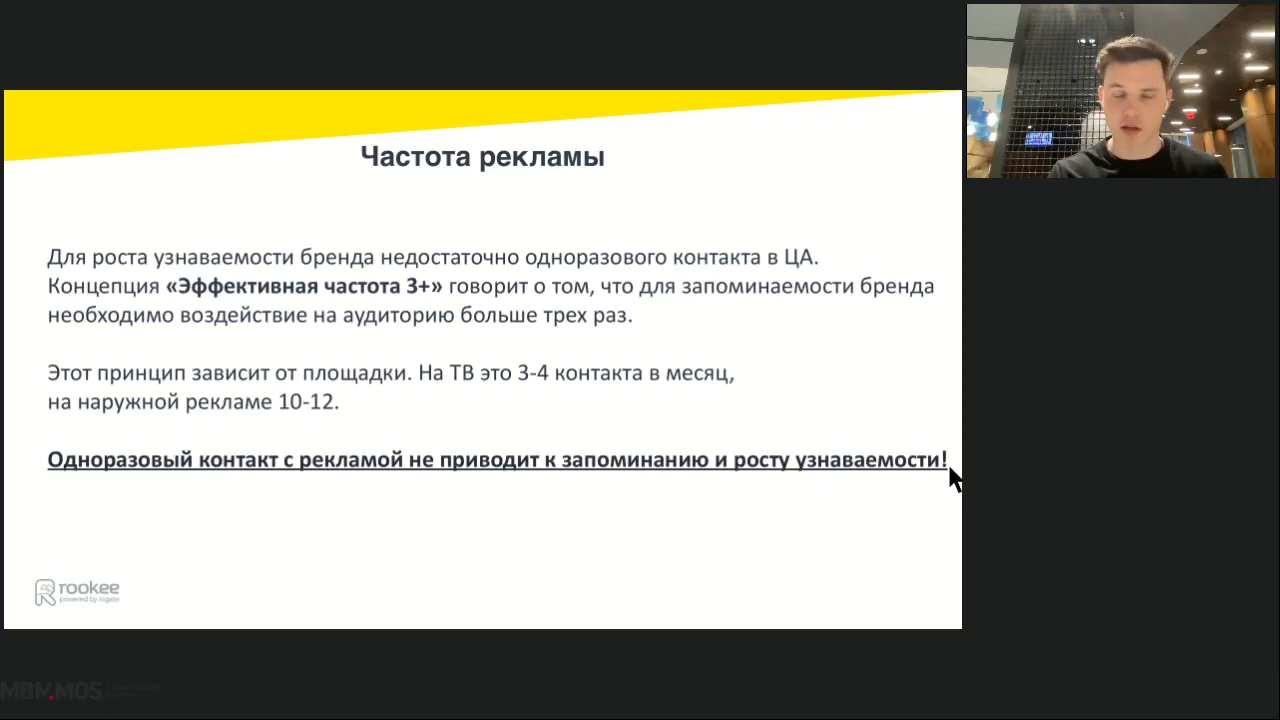 Частота рекламы
Для роста узнаваемости бренда недостаточно одноразового контакта в ЦА.
Концепция «Эффективная частота 3+» говорит о том, что для запоминаемости бренда
необходимо воздействие на аудиторию больше трех раз.
Этот принцип зависит от площадки. На ТВ это 3-4 контакта в месяц,
на наружной рекламе 10-12.
Одноразовый контакт с рекламой не приводит к запоминанию и росту узнаваемости!
rookee
powered by ingate
MBM.MOS